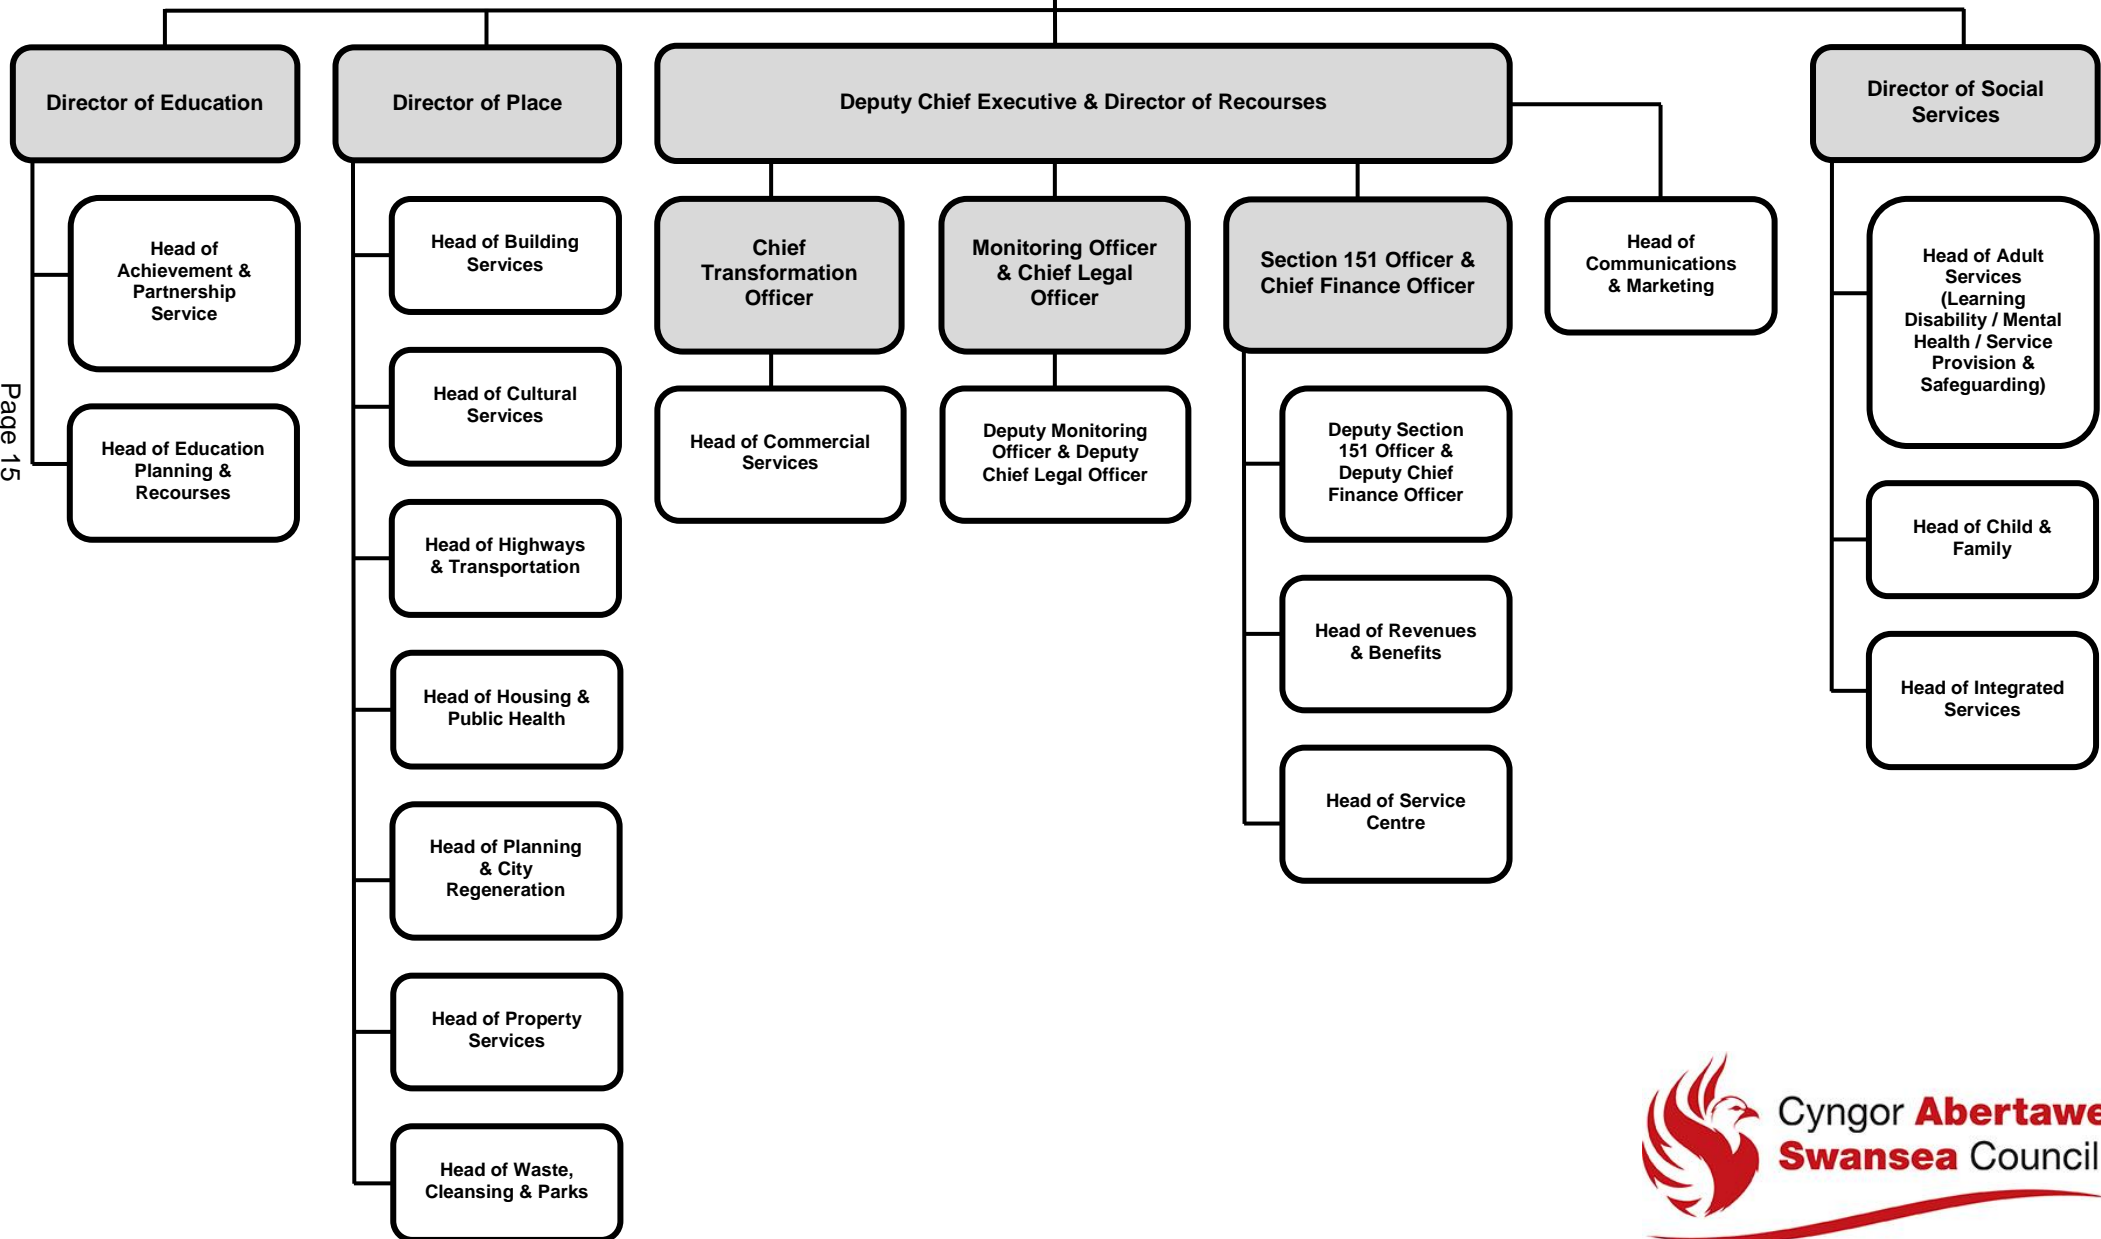 Director of Education
Director of Place
Deputy Chief Executive & Director of Recourses
Director of Social
Services
Head of
Achievement &
Partnership
Service
Head of Education
Planning &
Recourses
Head of Building
Services
Head of Cultural
Services
Head of Highways
& Transportation
Head of Housing &
Public Health
Head of Planning
& City
Regeneration
Head of Property
Services
Head of Waste,
Cleansing & Parks
Chief
Transformation
Officer
Head of Commercial
Services
Monitoring Officer
& Chief Legal
Officer
Deputy Monitoring
Officer & Deputy
Chief Legal Officer
Section 151 Officer &
Chief Finance Officer
Deputy Section
151 Officer &
Deputy Chief
Finance Officer
Head of Revenues
& Benefits
Head of Service
Centre
Head of
Communications
& Marketing
Head of Adult
Services
(Learning
Disability / Mental
Health / Service
Provision &
Safeguarding)
Head of Child &
Family
Head of Integrated
Services
Page 15
Cyngor Abertawe
Swansea Council